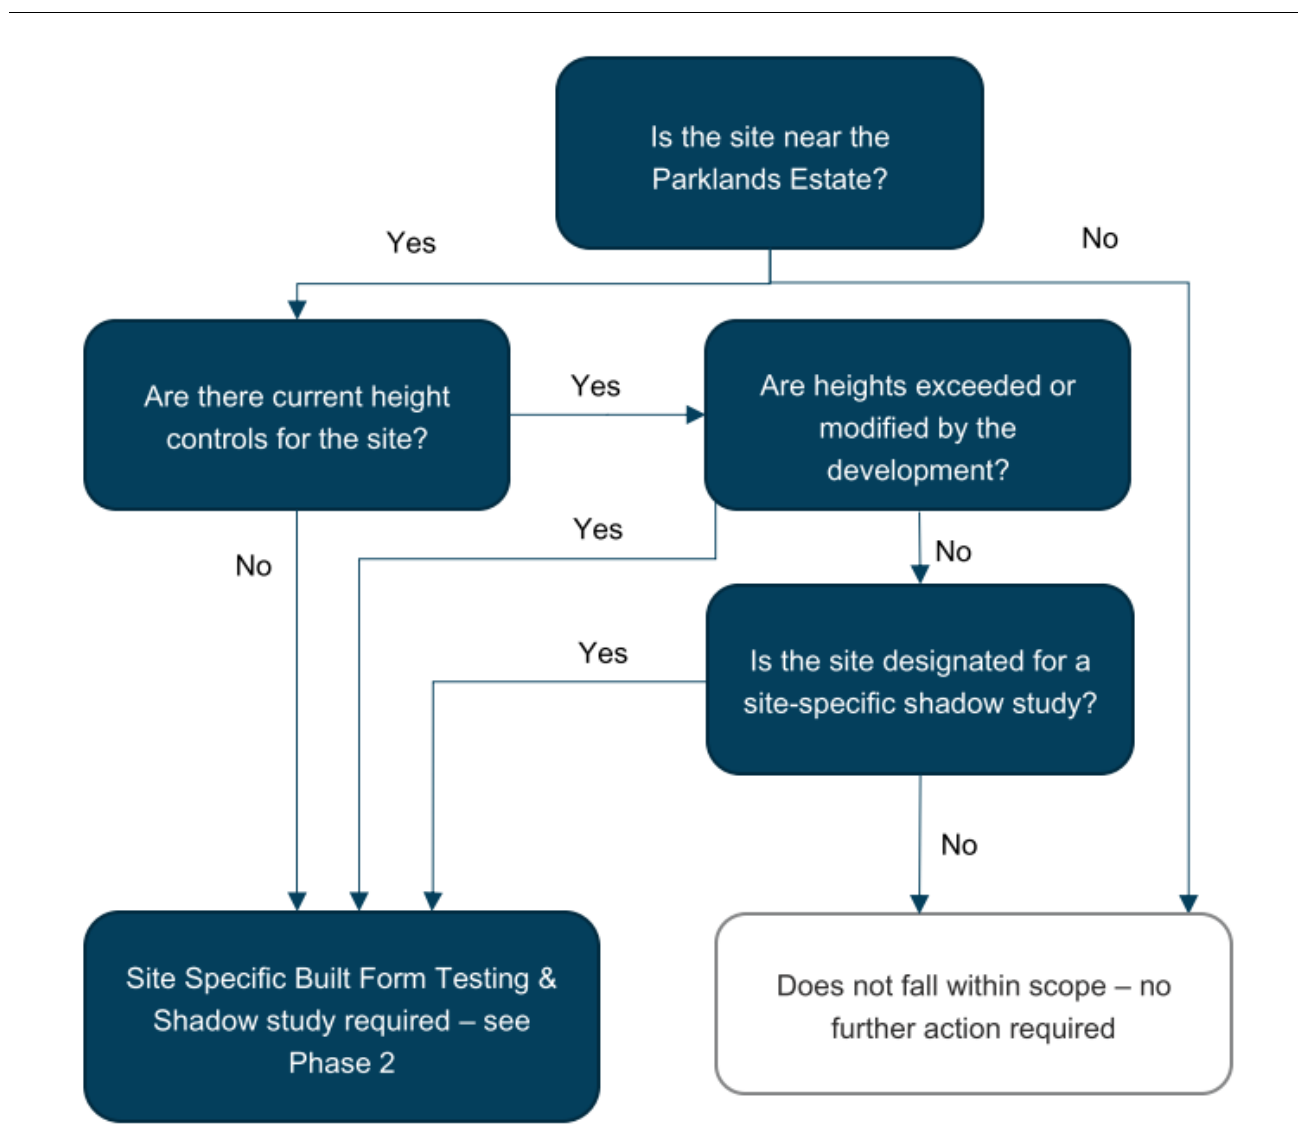 Is the site near the
Parklands Estate?
Yes
No
Are there current height
controls for the site?
Yes
Are heights exceeded or
modified by the
development?
Yes
No
No
Yes
Is the site designated for a
site-specific shadow study?
No
Site Specific Built Form Testing &
Shadow study required – see
Phase 2
Does not fall within scope – no
further action required